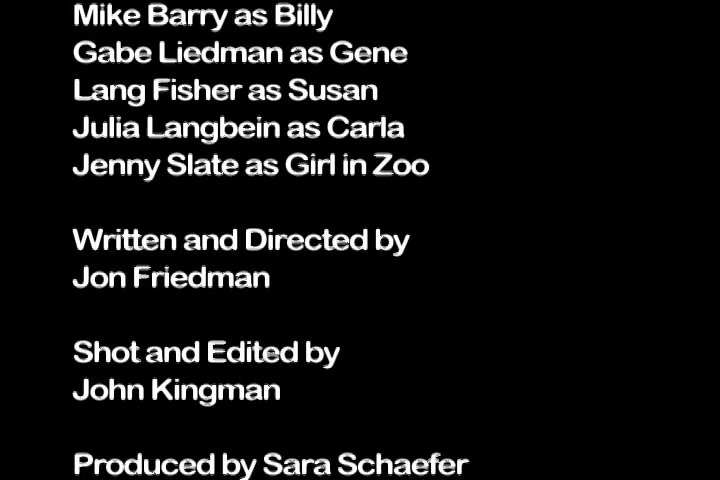 Mike Barry as Billy
Gabe Liedman as Gene
Lang Fisher as Susan
Julia Langbein as Carla
Jenny Slate as Girl in Zoo
Written and Directed by
Jon Friedman
Shot and Edited by
John Kingman
Produced by Sara Schaefer